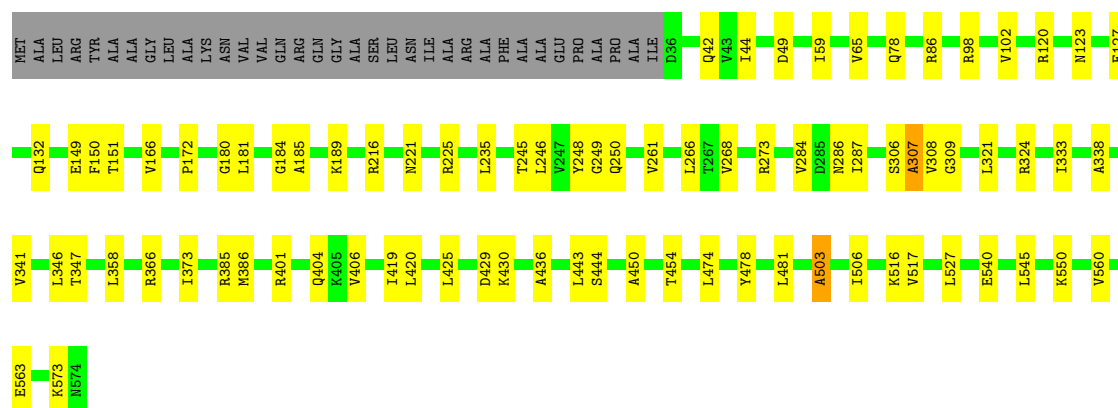 MET ALA LEU ARG TYR ALA ALA GLY LEU ALA LYS ASN VAL VAL GLN ARG GLN GLY ALA SER LEU ASN ILE ALA ARG ALA PHE ALA ALA GLU PRO ALA PRO ALA ILE D36 Q42 V43 I44 D49 I59 V65 Q78 R86 R98 V102 R120 N123
Q132 E149 F150 T151 V166 P172 G180 L181 G184 A185 K189 R216 N221 R225 L235 T245 L246 V247 Y248 G249 Q250 V261 L266 T267 V268 R273 V284 D285 N286 I287 S306 A307 V308 G309 L321 R324 I333 A338
V341 L346 T347 L358 R366 I373 R385 M386 R401 Q404 K405 V406 I419 L420 L425 D429 K430 A436 L443 S444 A450 T454 L474 Y478 L481 A503 I506 K516 V517 L527 E540 L545 K550 V560
E563 K573 N574